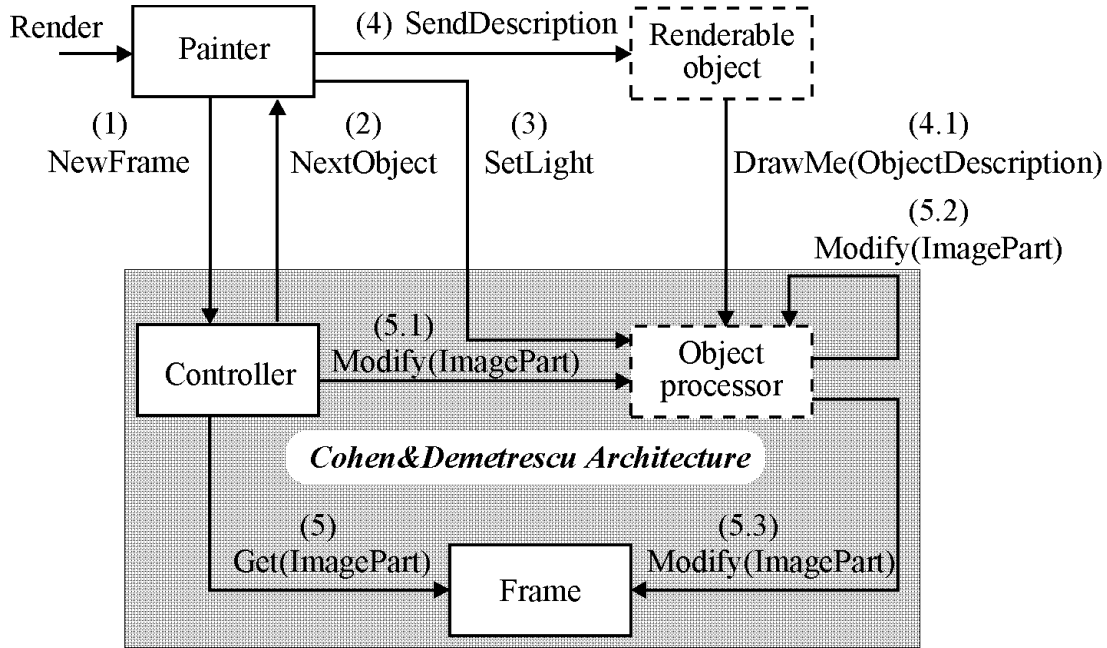 Render
Painter
(4) SendDescription
Renderable
object
(1)
NewFrame
(2)
NextObject
(3)
SetLight
(4.1)
DrawMe(ObjectDescription)
(5.2)
Modify(ImagePart)
Controller
(5.1)
Modify(ImagePart)
Object
processor
Cohen&Demetrescu Architecture
(5)
Get(ImagePart)
Frame
(5.3)
Modify(ImagePart)